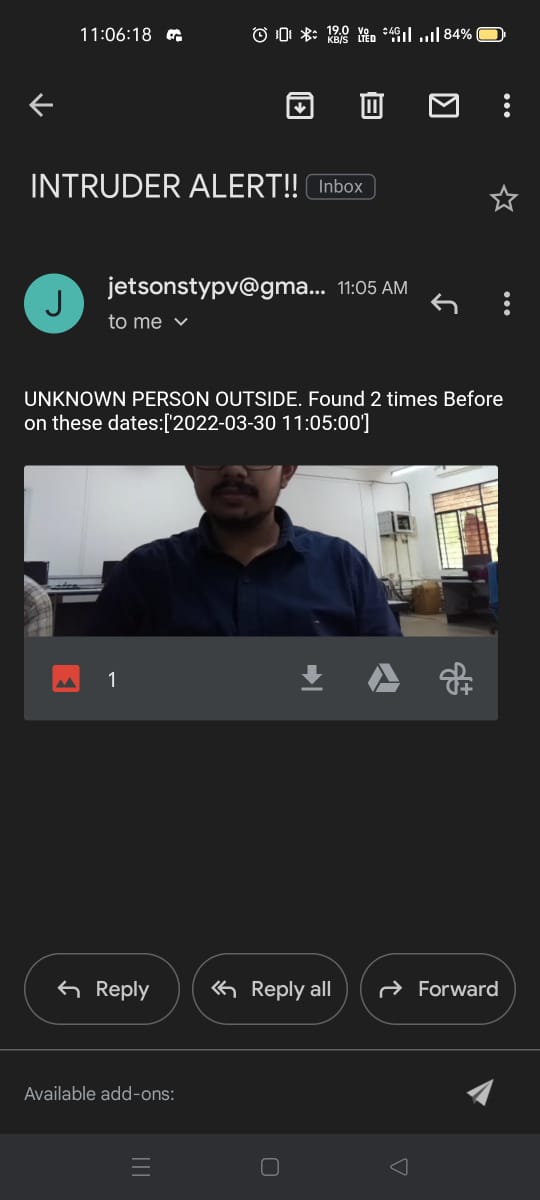 11:06:18 19.0 KB/S Vo LTED 4G 84%
INTRUDER ALERT!! Inbox
J
jetsonstypv@gma... 11:05 AM
to me
UNKNOWN PERSON OUTSIDE. Found 2 times Before
on these dates:['2022-03-30 11:05:00']
1
Reply Reply all Forward
Available add-ons: